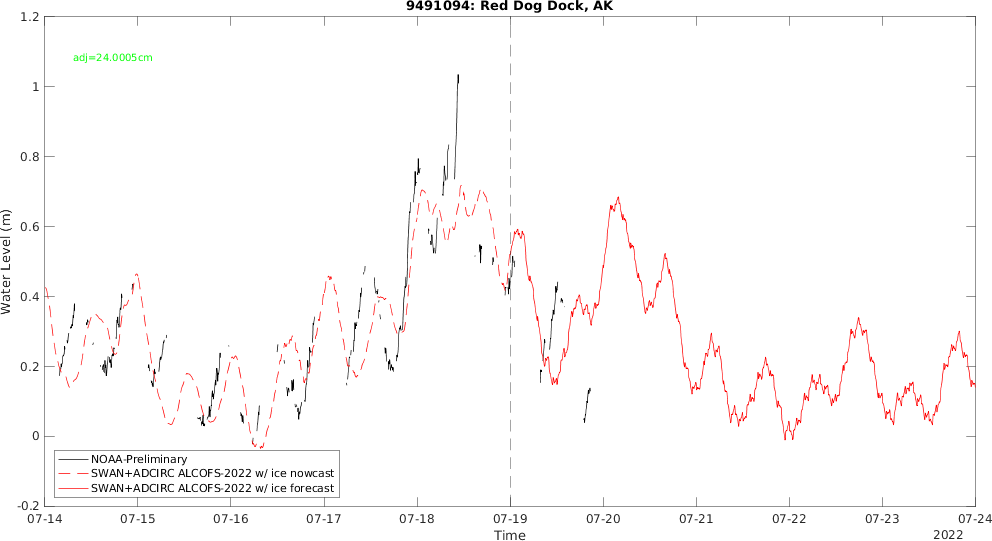 9491094: Red Dog Dock, AK
adj=24.0005cm
Water Level (m)
1.2
1
0.8
0.6
0.4
0.2
0
-0.2
NOAA-Preliminary
SWAN+ADCIRC ALCOFS-2022 w/ ice nowcast
SWAN+ADCIRC ALCOFS-2022 w/ ice forecast
07-14 07-15 07-16 07-17 07-18 07-19 07-20 07-21 07-22 07-23 07-24
Time
2022